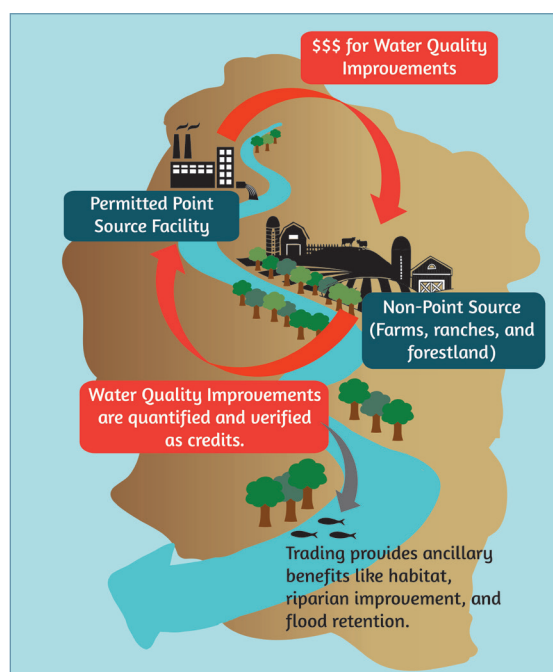 $$$ for Water Quality
Improvements
Permitted Point
Source Facility
Non-Point Source
(Farms, ranches, and
forestland)
Water Quality Improvements
are quantified and verified
as credits.
Trading provides ancillary
benefits like habitat,
riparian improvement, and
flood retention.